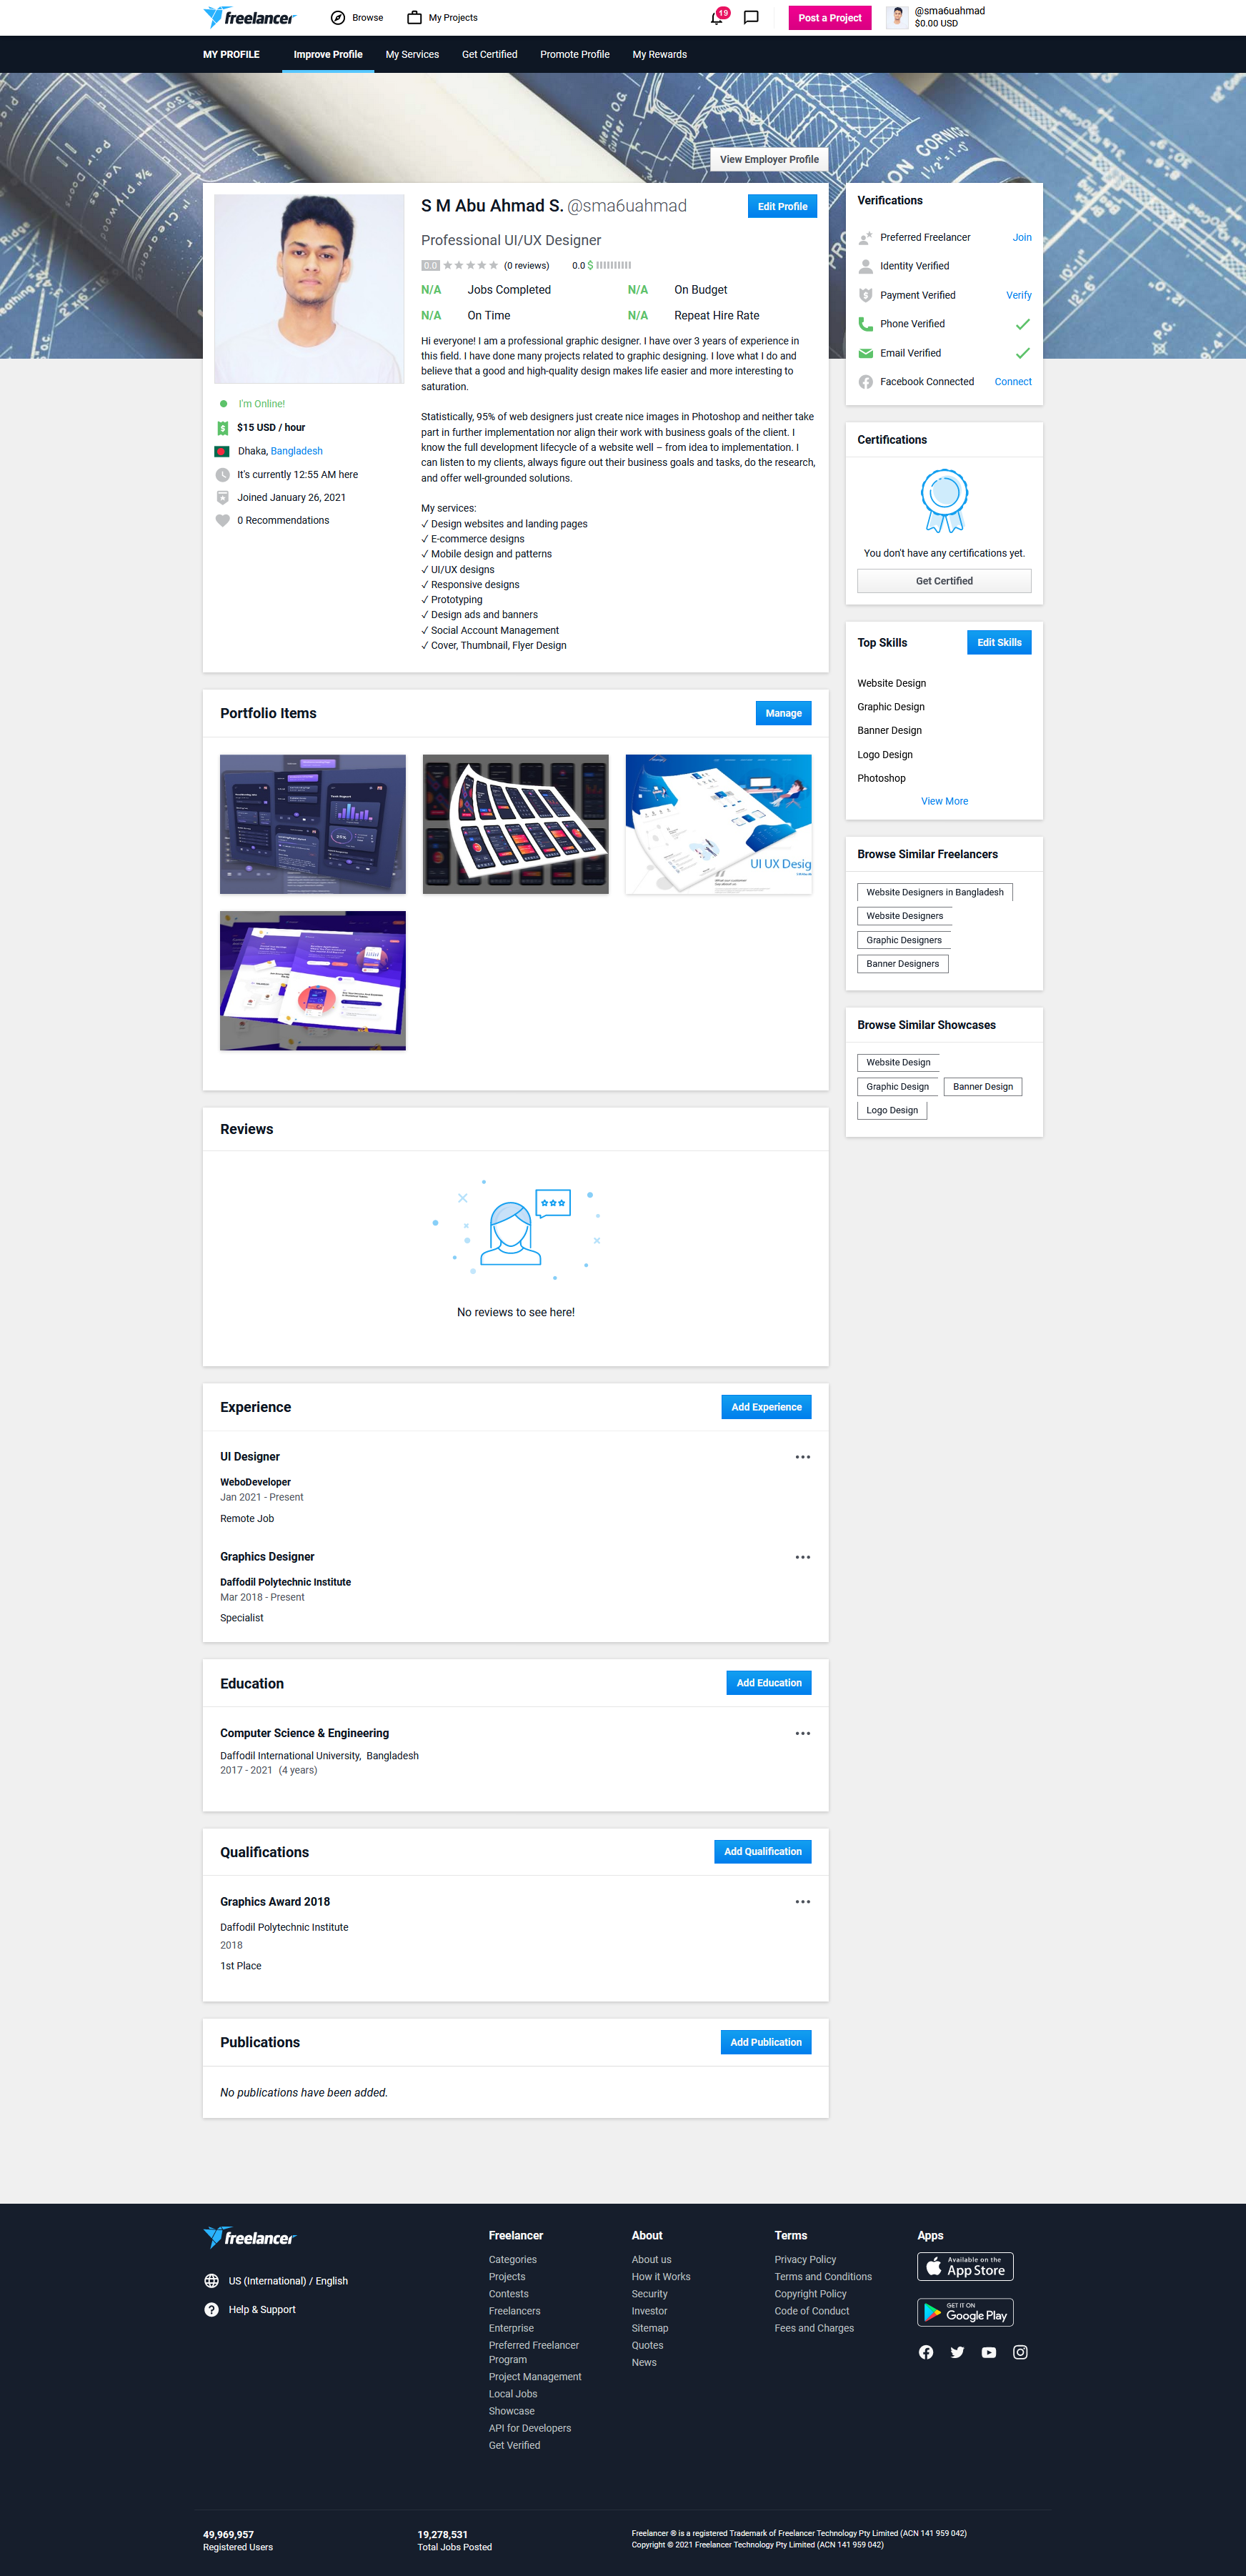 freelancer
Browse
My Projects
19
Post a Project
@sma6uahmad
$0.00 USD
MY PROFILE
Improve Profile
My Services
Get Certified
Promote Profile
My Rewards
CORNICE
View Employer Profile
S M Abu Ahmad S. @sma6uahmad
Edit Profile
Professional UI/UX Designer
0.0
(0 reviews)
0.0 $
N/A Jobs Completed
N/A On Budget
N/A On Time
N/A Repeat Hire Rate
Hi everyone! I am a professional graphic designer. I have over 3 years of experience in
this field. I have done many projects related to graphic designing. I love what I do and
believe that a good and high-quality design makes life easier and more interesting to
saturation.
Statistically, 95% of web designers just create nice images in Photoshop and neither take
part in further implementation nor align their work with business goals of the client. I
know the full development lifecycle of a website well – from idea to implementation. I
can listen to my clients, always figure out their business goals and tasks, do the research,
and offer well-grounded solutions.
My services:
✓ Design websites and landing pages
✓ E-commerce designs
✓ Mobile design and patterns
✓ UI/UX designs
✓ Responsive designs
✓ Prototyping
✓ Design ads and banners
✓ Social Account Management
✓ Cover, Thumbnail, Flyer Design
I'm Online!
$15 USD / hour
Dhaka, Bangladesh
It's currently 12:55 AM here
Joined January 26, 2021
0 Recommendations
Verifications
Preferred Freelancer Join
Identity Verified
Payment Verified Verify
Phone Verified
Email Verified
Facebook Connected Connect
Certifications
You don't have any certifications yet.
Get Certified
Top Skills
Edit Skills
Website Design
Graphic Design
Banner Design
Logo Design
Photoshop
View More
Portfolio Items
Manage
UI UX Desig
Browse Similar Freelancers
Website Designers in Bangladesh
Website Designers
Graphic Designers
Banner Designers
Browse Similar Showcases
Website Design
Graphic Design
Banner Design
Logo Design
Reviews
No reviews to see here!
Experience
Add Experience
UI Designer
WeboDeveloper
Jan 2021 - Present
Remote Job
Graphics Designer
Daffodil Polytechnic Institute
Mar 2018 - Present
Specialist
Education
Add Education
Computer Science & Engineering
Daffodil International University, Bangladesh
2017 - 2021 (4 years)
Qualifications
Add Qualification
Graphics Award 2018
Daffodil Polytechnic Institute
2018
1st Place
Publications
Add Publication
No publications have been added.
freelancer
US (International) / English
Help & Support
Freelancer
Categories
Projects
Contests
Freelancers
Enterprise
Preferred Freelancer
Program
Project Management
Local Jobs
Showcase
API for Developers
Get Verified
About
About us
How it Works
Security
Investor
Sitemap
Quotes
News
Terms
Privacy Policy
Terms and Conditions
Copyright Policy
Code of Conduct
Fees and Charges
Apps
Available on the
App Store
GET IT ON
Google Play
49,969,957
Registered Users
19,278,531
Total Jobs Posted
Freelancer ® is a registered Trademark of Freelancer Technology Pty Limited (ACN 141 959 042)
Copyright © 2021 Freelancer Technology Pty Limited (ACN 141 959 042)